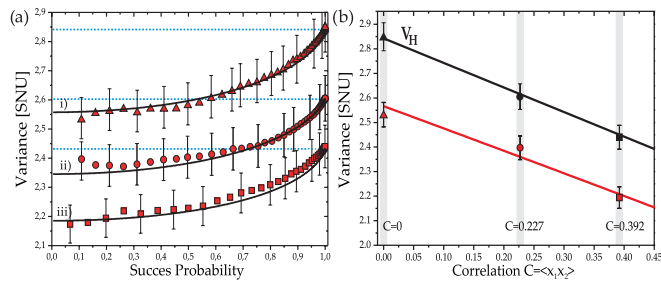 (a)
2,9
2,8
2,7
2,6
2,5
2,4
2,3
2,2
2,1
Variance [SNU]
i)
ii)
iii)
0,0 0,1 0,2 0,3 0,4 0,5 0,6 0,7 0,8 0,9 1,0
Succes Probability
(b)
2.9
2.8
2.7
2.6
2.5
2.4
2.3
2.2
2.1
2.0
Variance [SNU]
V_H
C=0
C=0.227
C=0.392
0.00 0.05 0.10 0.15 0.20 0.25 0.30 0.35 0.40 0.45
Correlation C=<x₁x₂>